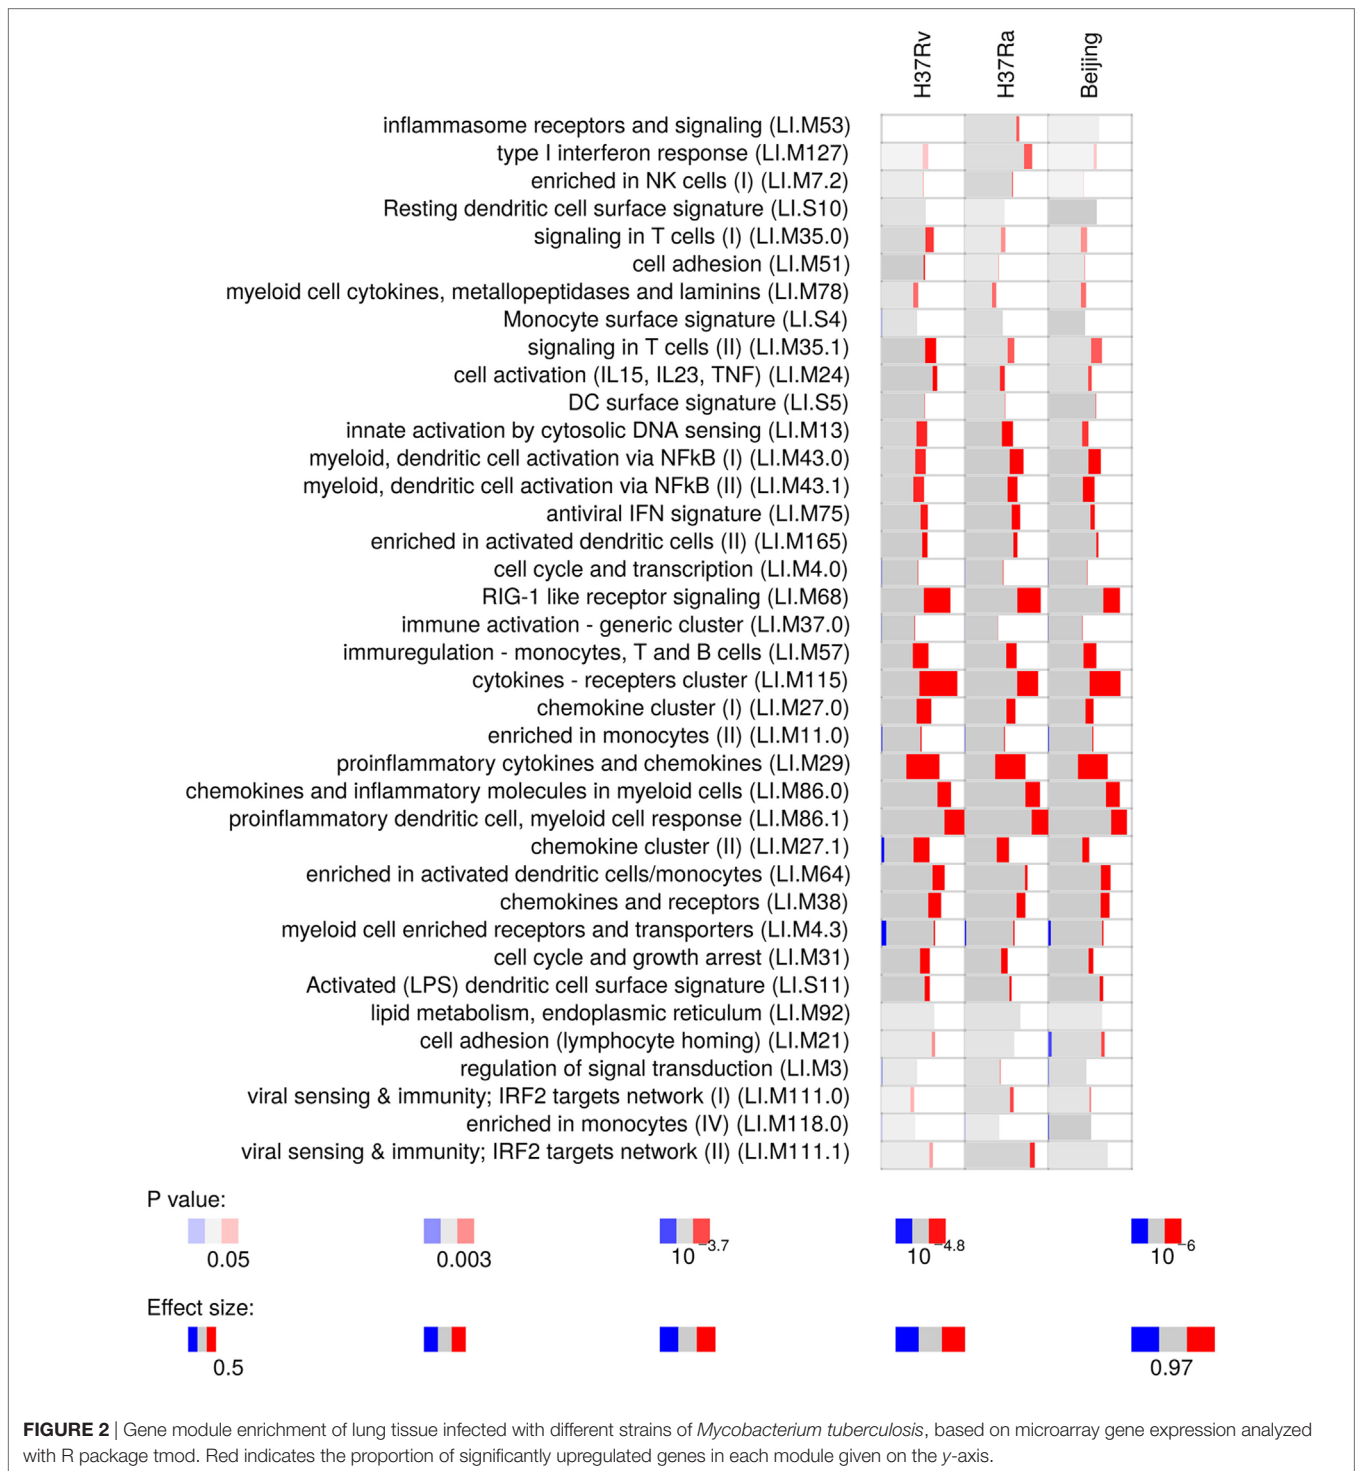 H37Rv H37Ra Beijing
inflammasome receptors and signaling (LI.M53)
type I interferon response (LI.M127)
enriched in NK cells (I) (LI.M7.2)
Resting dendritic cell surface signature (LI.S10)
signaling in T cells (I) (LI.M35.0)
cell adhesion (LI.M51)
myeloid cell cytokines, metallopeptidases and laminins (LI.M78)
Monocyte surface signature (LI.S4)
signaling in T cells (II) (LI.M35.1)
cell activation (IL15, IL23, TNF) (LI.M24)
DC surface signature (LI.S5)
innate activation by cytosolic DNA sensing (LI.M13)
myeloid, dendritic cell activation via NFkB (I) (LI.M43.0)
myeloid, dendritic cell activation via NFkB (II) (LI.M43.1)
antiviral IFN signature (LI.M75)
enriched in activated dendritic cells (II) (LI.M165)
cell cycle and transcription (LI.M4.0)
RIG-1 like receptor signaling (LI.M68)
immune activation - generic cluster (LI.M37.0)
immuregulation - monocytes, T and B cells (LI.M57)
cytokines - recepters cluster (LI.M115)
chemokine cluster (I) (LI.M27.0)
enriched in monocytes (II) (LI.M11.0)
proinflammatory cytokines and chemokines (LI.M29)
chemokines and inflammatory molecules in myeloid cells (LI.M86.0)
proinflammatory dendritic cell, myeloid cell response (LI.M86.1)
chemokine cluster (II) (LI.M27.1)
enriched in activated dendritic cells/monocytes (LI.M64)
chemokines and receptors (LI.M38)
myeloid cell enriched receptors and transporters (LI.M4.3)
cell cycle and growth arrest (LI.M31)
Activated (LPS) dendritic cell surface signature (LI.S11)
lipid metabolism, endoplasmic reticulum (LI.M92)
cell adhesion (lymphocyte homing) (LI.M21)
regulation of signal transduction (LI.M3)
viral sensing & immunity; IRF2 targets network (I) (LI.M111.0)
enriched in monocytes (IV) (LI.M118.0)
viral sensing & immunity; IRF2 targets network (II) (LI.M111.1)
P value:
0.05 0.003 10^−3.7 10^−4.8 10^−6
Effect size:
0.5 0.97
FIGURE 2 | Gene module enrichment of lung tissue infected with different strains of Mycobacterium tuberculosis, based on microarray gene expression analyzed
with R package tmod. Red indicates the proportion of significantly upregulated genes in each module given on the y-axis.